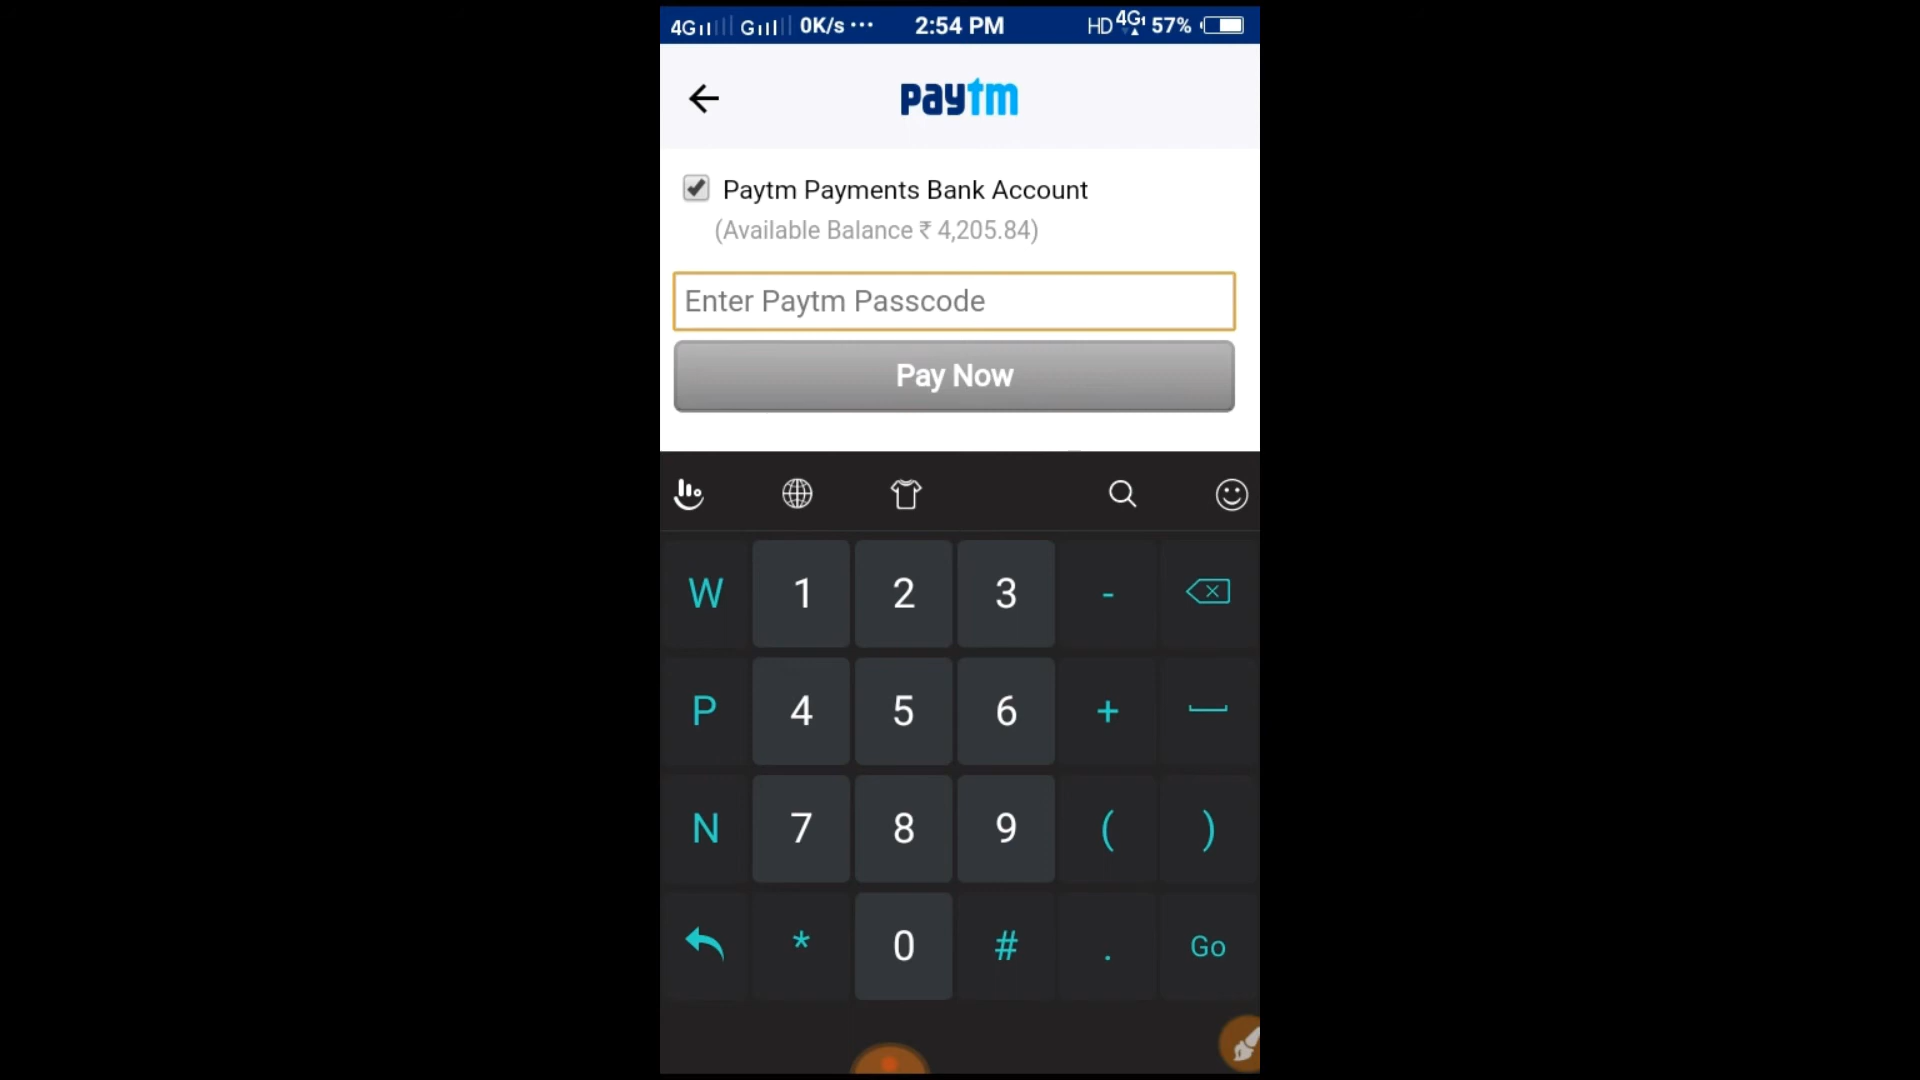 4G G 0K/s ··· 2:54 PM HD 4G 57%
paytm
Paytm Payments Bank Account
(Available Balance ₹ 4,205.84)
Enter Paytm Passcode
Pay Now
W 1 2 3 -
P 4 5 6 +
N 7 8 9 ( )
* 0 # . Go